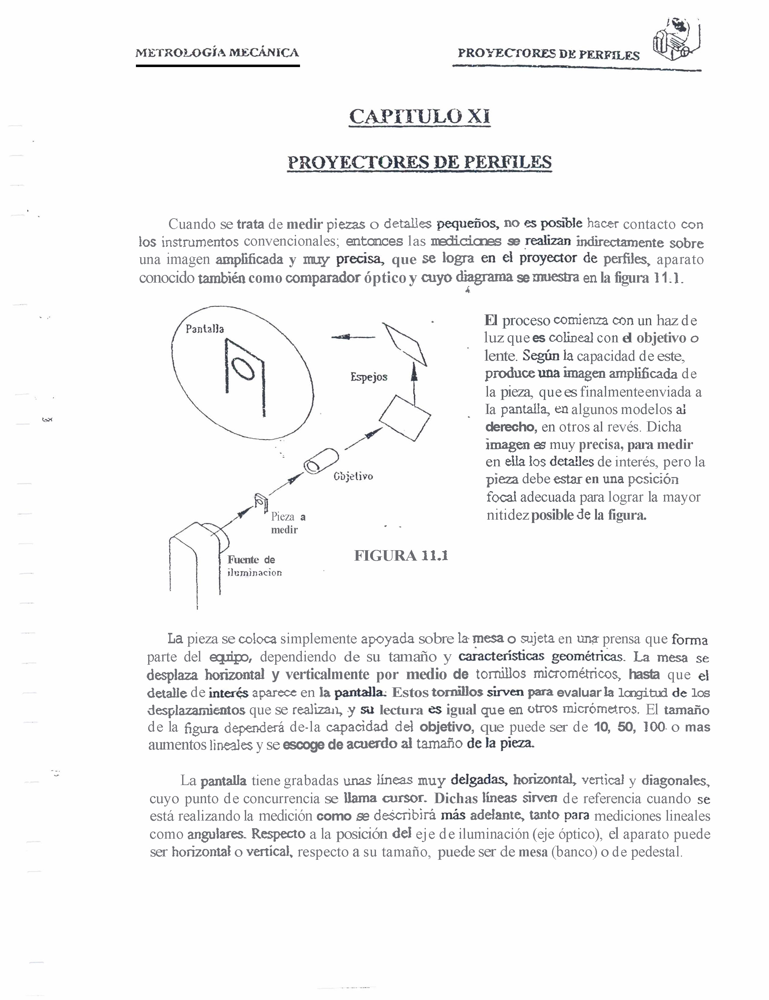 METROLOGÍA MECÁNICA
PROYECTORES DE PERFILES
CAPITULO XI
PROYECTORES DE PERFILES
Cuando se trata de medir piezas o detalles pequeños, no es posible hacer contacto con
los instrumentos convencionales; entonces las mediciones se realizan indirectamente sobre
una imagen amplificada y muy precisa, que se logra en el proyector de perfiles, aparato
conocido también como comparador óptico y cuyo diagrama se muestra en la figura 11.1.
Pantalla
Espejos
Objetivo
Pieza a
medir
Fuente de
iluminacion
El proceso comienza con un haz de
luz que es colineal con el objetivo o
lente. Según la capacidad de este,
produce una imagen amplificada de
la pieza, que es finalmente enviada a
la pantalla, en algunos modelos al
derecho, en otros al revés. Dicha
imagen es muy precisa, para medir
en ella los detalles de interés, pero la
pieza debe estar en una posición
focal adecuada para lograr la mayor
nitidez posible de la figura.
FIGURA 11.1
La pieza se coloca simplemente apoyada sobre la mesa o sujeta en una prensa que forma
parte del equipo, dependiendo de su tamaño y características geométricas. La mesa se
desplaza horizontal y verticalmente por medio de tornillos micrométricos, hasta que el
detalle de interés aparece en la pantalla. Estos tornillos sirven para evaluar la longitud de los
desplazamientos que se realizan, y su lectura es igual que en otros micrómetros. El tamaño
de la figura dependerá de la capacidad del objetivo, que puede ser de 10, 50, 100 o mas
aumentos lineales y se escoge de acuerdo al tamaño de la pieza.
La pantalla tiene grabadas unas líneas muy delgadas, horizontal, vertical y diagonales,
cuyo punto de concurrencia se llama cursor. Dichas líneas sirven de referencia cuando se
está realizando la medición como se describirá más adelante, tanto para mediciones lineales
como angulares. Respecto a la posición del eje de iluminación (eje óptico), el aparato puede
ser horizontal o vertical, respecto a su tamaño, puede ser de mesa (banco) o de pedestal.